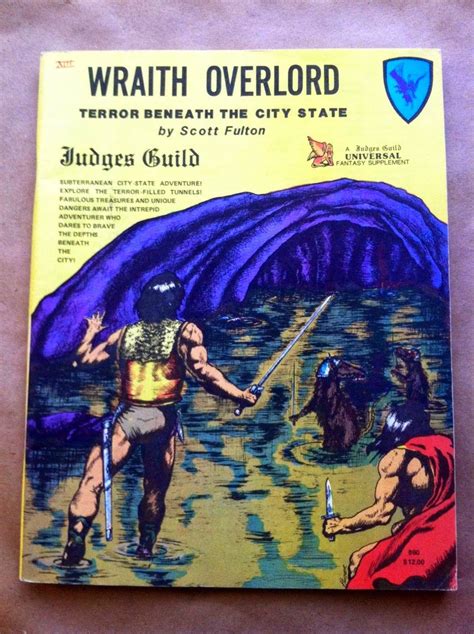 WRAITH OVERLORD
TERROR BENEATH THE CITY STATE
by Scott Fulton
Judges Guild
A Judges Guild
UNIVERSAL
FANTASY SUPPLEMENT
SUBTERRANEAN CITY-STATE ADVENTURE!
EXPLORE THE TERROR-FILLED TUNNELS!
FABULOUS TREASURES AND UNIQUE
DANGERS AWAIT THE INTREPID
ADVENTURER WHO
DARES TO BRAVE
THE DEPTHS
BENEATH
THE
CITY!
$12.00